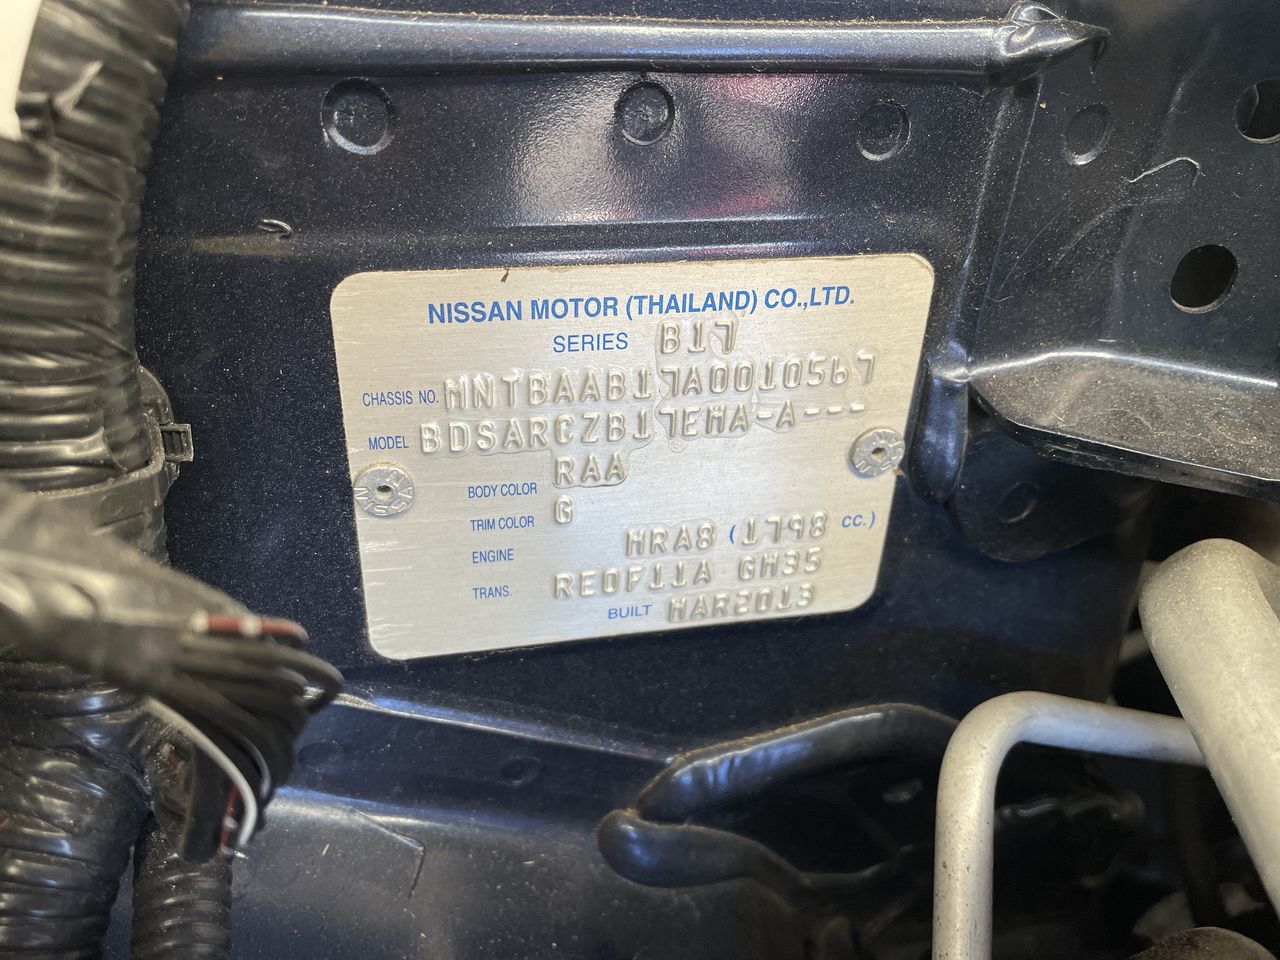 NISSAN MOTOR (THAILAND) CO.,LTD.
SERIES B17
CHASSIS NO. MNTBAAB17A0010567
MODEL BDSARCZB17EMA-A---
BODY COLOR RAA
TRIM COLOR G
ENGINE MRA8 (1798 CC.)
TRANS. RE0F11A GH35
BUILT MAR2013